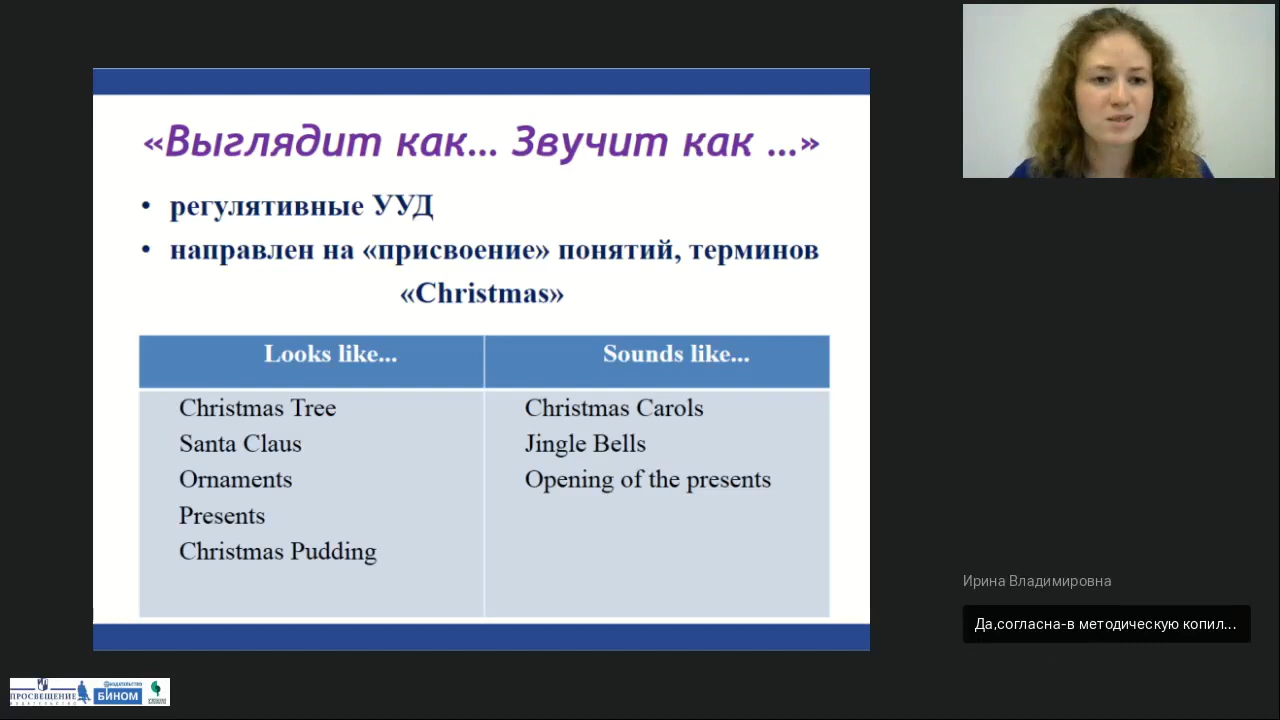 «Выглядит как... Звучит как ...»
• регулятивные УУД
• направлен на «присвоение» понятий, терминов
«Christmas»
Looks like... Sounds like...
Christmas Tree
Santa Claus
Ornaments
Presents
Christmas Pudding
Christmas Carols
Jingle Bells
Opening of the presents
Ирина Владимировна
Да,согласна-в методическую копил...
ПРОСВЕЩЕНИЕ
ИЗДАТЕЛЬСТВО
БИНОМ